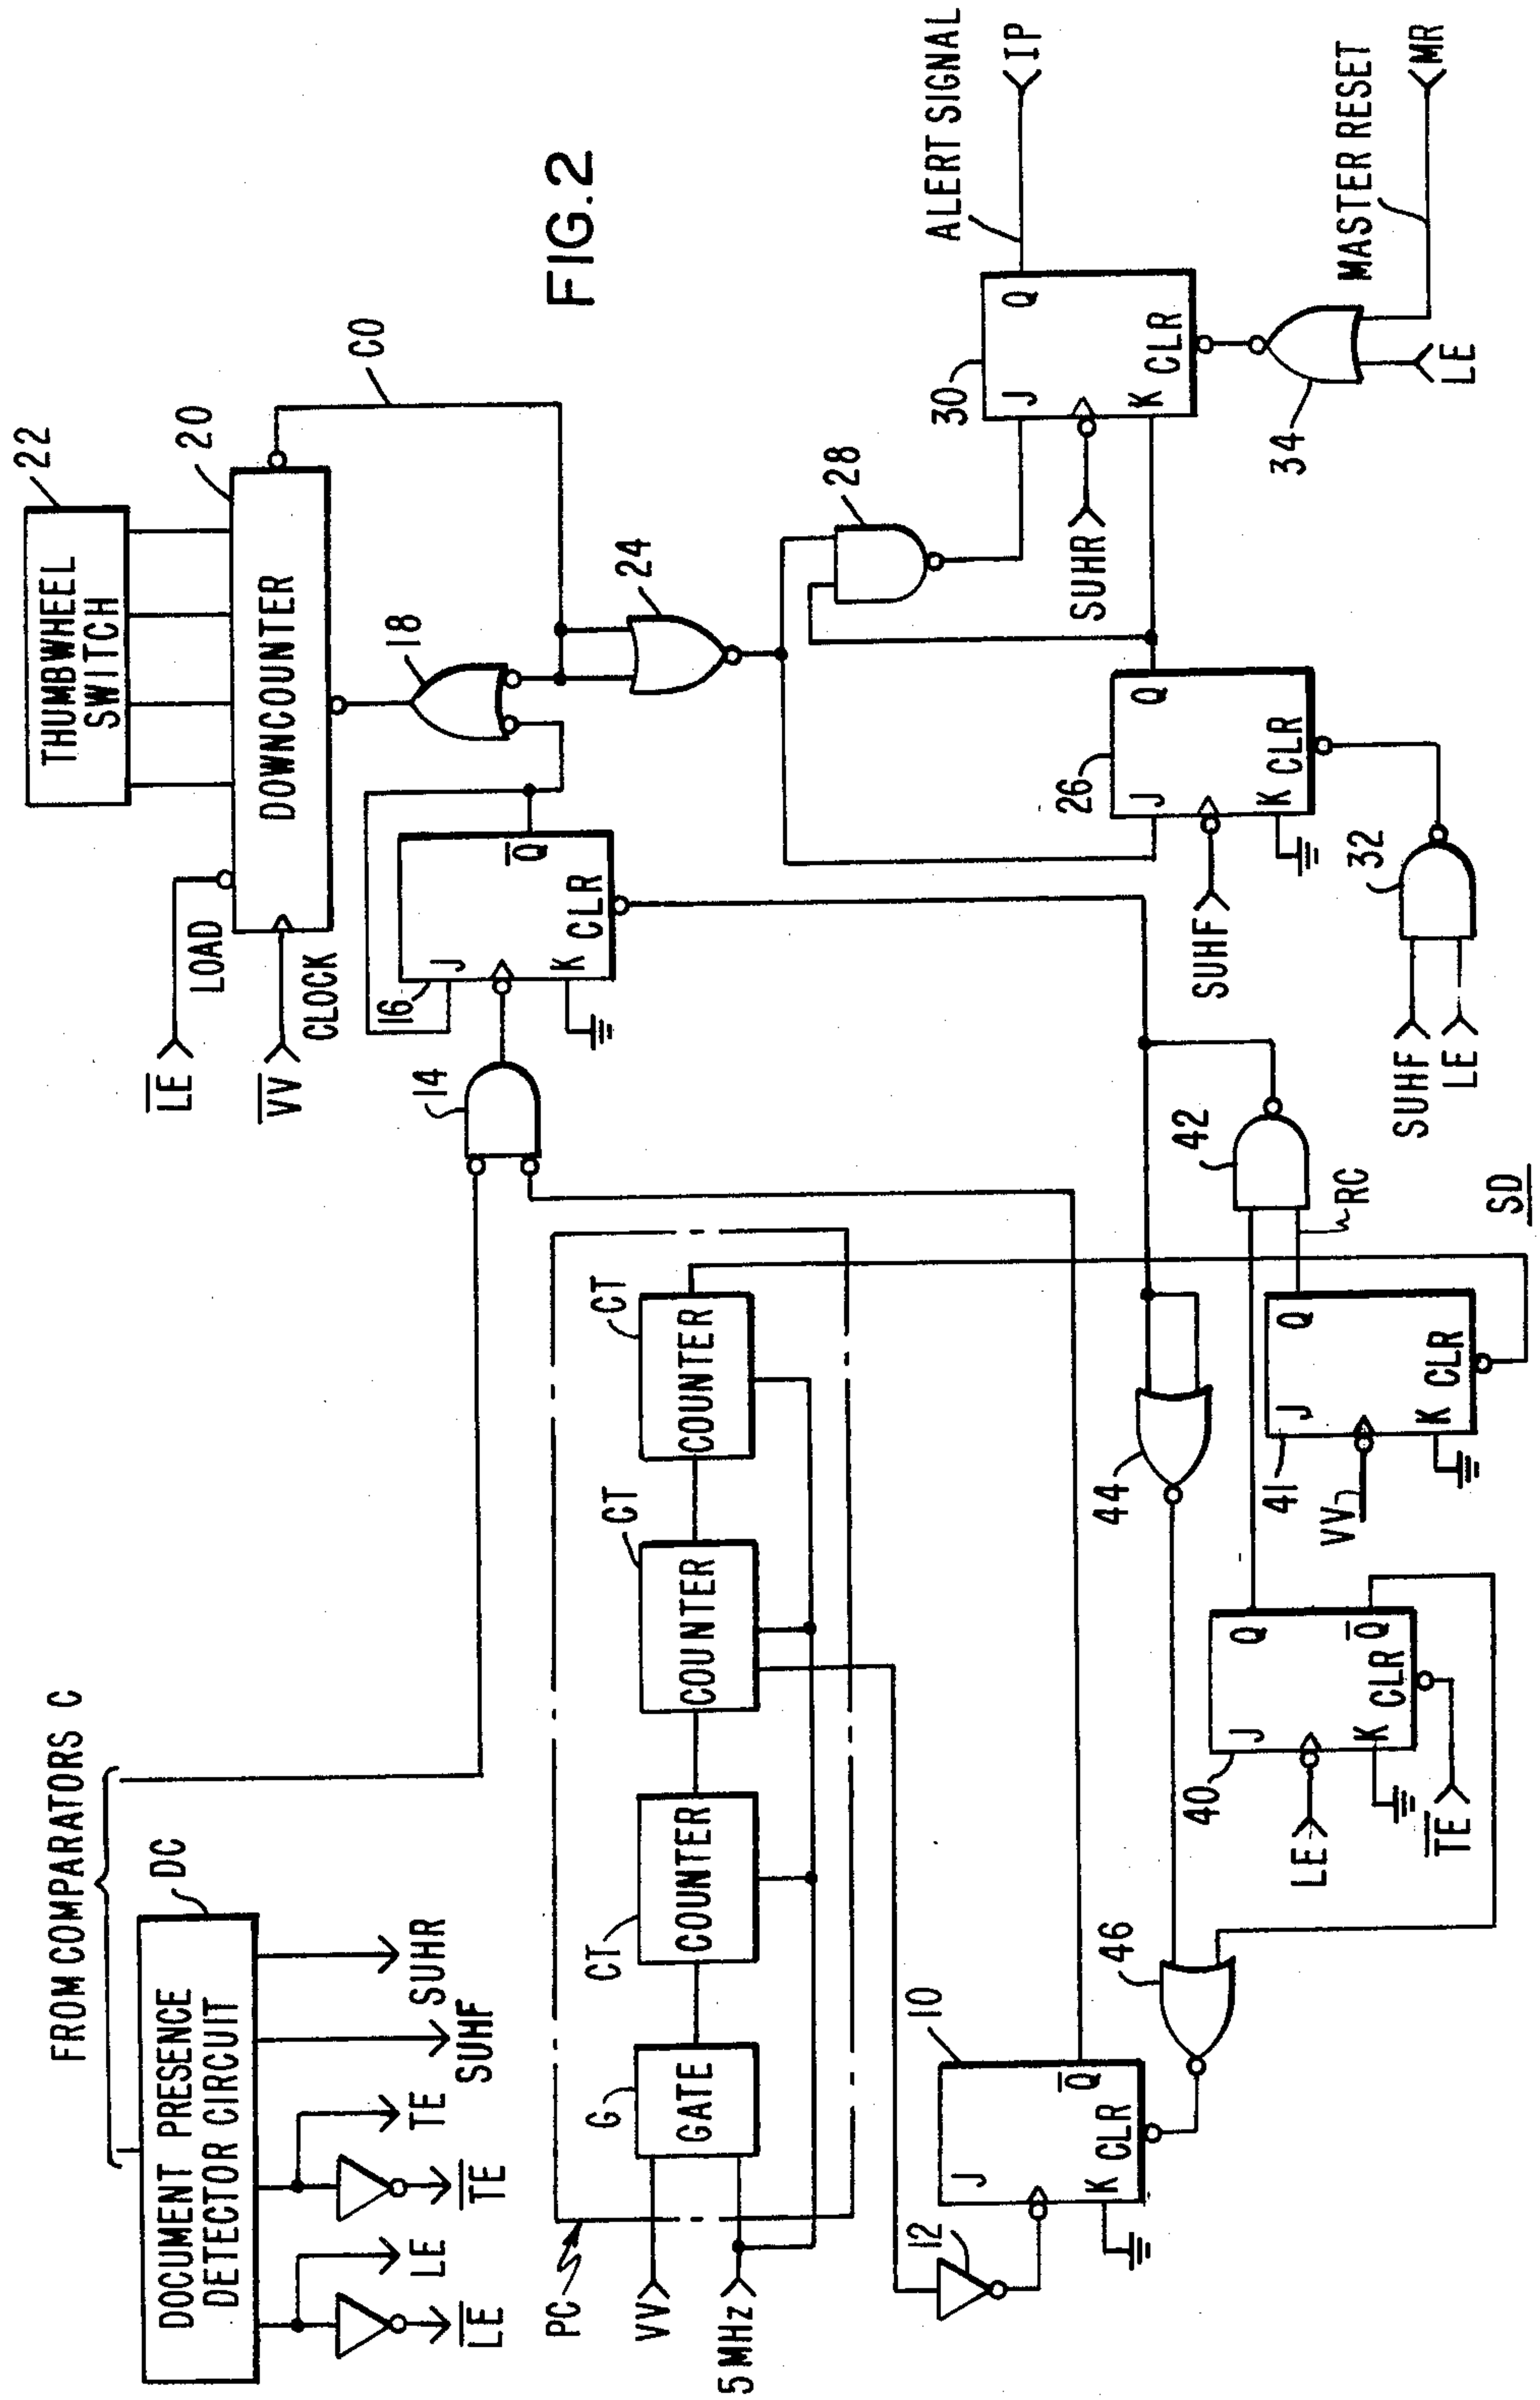 FIG.2
FROM COMPARATORS C
DOCUMENT PRESENCE
DETECTOR CIRCUIT
DC
LE
LE
TE
TE
SUHF
SUHR
THUMBWHEEL
SWITCH
22
LE
LOAD
VV
CLOCK
DOWNCOUNTER
20
CO
14
16
J
K
Q
CLR
18
24
PC
VV
5 MHz
G
GATE
CT
COUNTER
CT
COUNTER
CT
COUNTER
28
30
J
K
Q
CLR
SUHR
ALERT SIGNAL
IP
34
LE
MASTER RESET
MR
26
J
K
Q
CLR
SUHF
32
SUHF
LE
12
10
J
K
Q
CLR
46
44
42
RC
40
J
K
Q
Q
CLR
LE
TE
41
J
K
Q
CLR
VV
SD